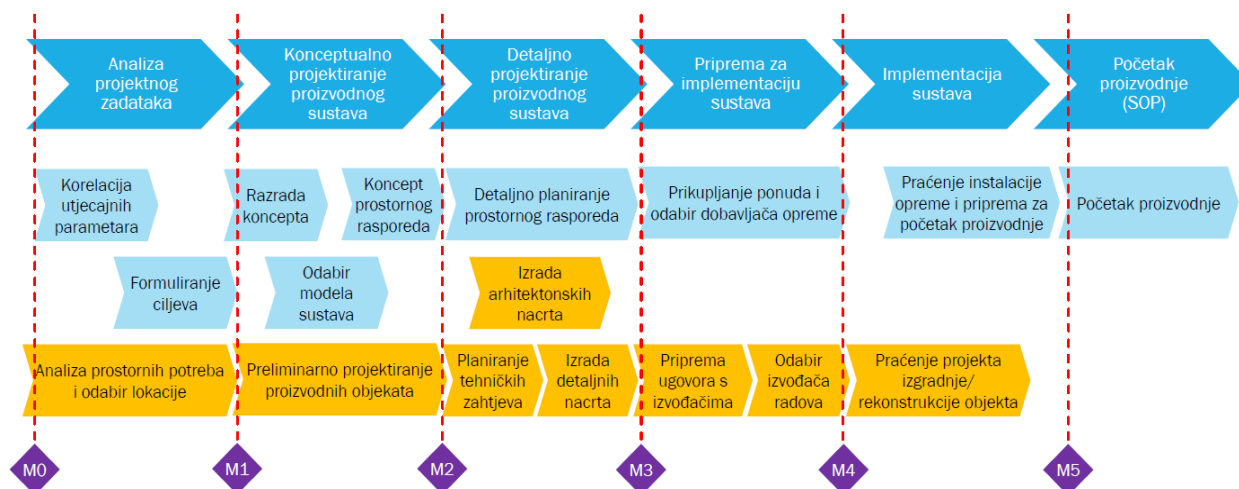 Analiza
projektnog
zadataka
Konceptualno
projektiranje
proizvodnog
sustava
Detaljno
projektiranje
proizvodnog
sustava
Priprema za
implementaciju
sustava
Implementacija
sustava
Početak
proizvodnje
(SOP)
Korelacija
utjecajnih
parametara
Razrada
koncepta
Koncept
prostornog
rasporeda
Detaljno planiranje
prostornog rasporeda
Prikupljanje ponuda i
odabir dobavljača opreme
Praćenje instalacije
opreme i priprema za
početak proizvodnje
Početak proizvodnje
Formuliranje
ciljeva
Odabir
modela
sustava
Izrada
arhitektonskih
nacrta
Analiza prostornih potreba
i odabir lokacije
Preliminarno projektiranje
proizvodnih objekata
Planiranje
tehničkih
zahtjeva
Izrada
detaljnih
nacrta
Priprema
ugovora s
izvođačima
Odabir
izvođača
radova
Praćenje projekta
izgradnje/
rekonstrukcije objekta
M0
M1
M2
M3
M4
M5